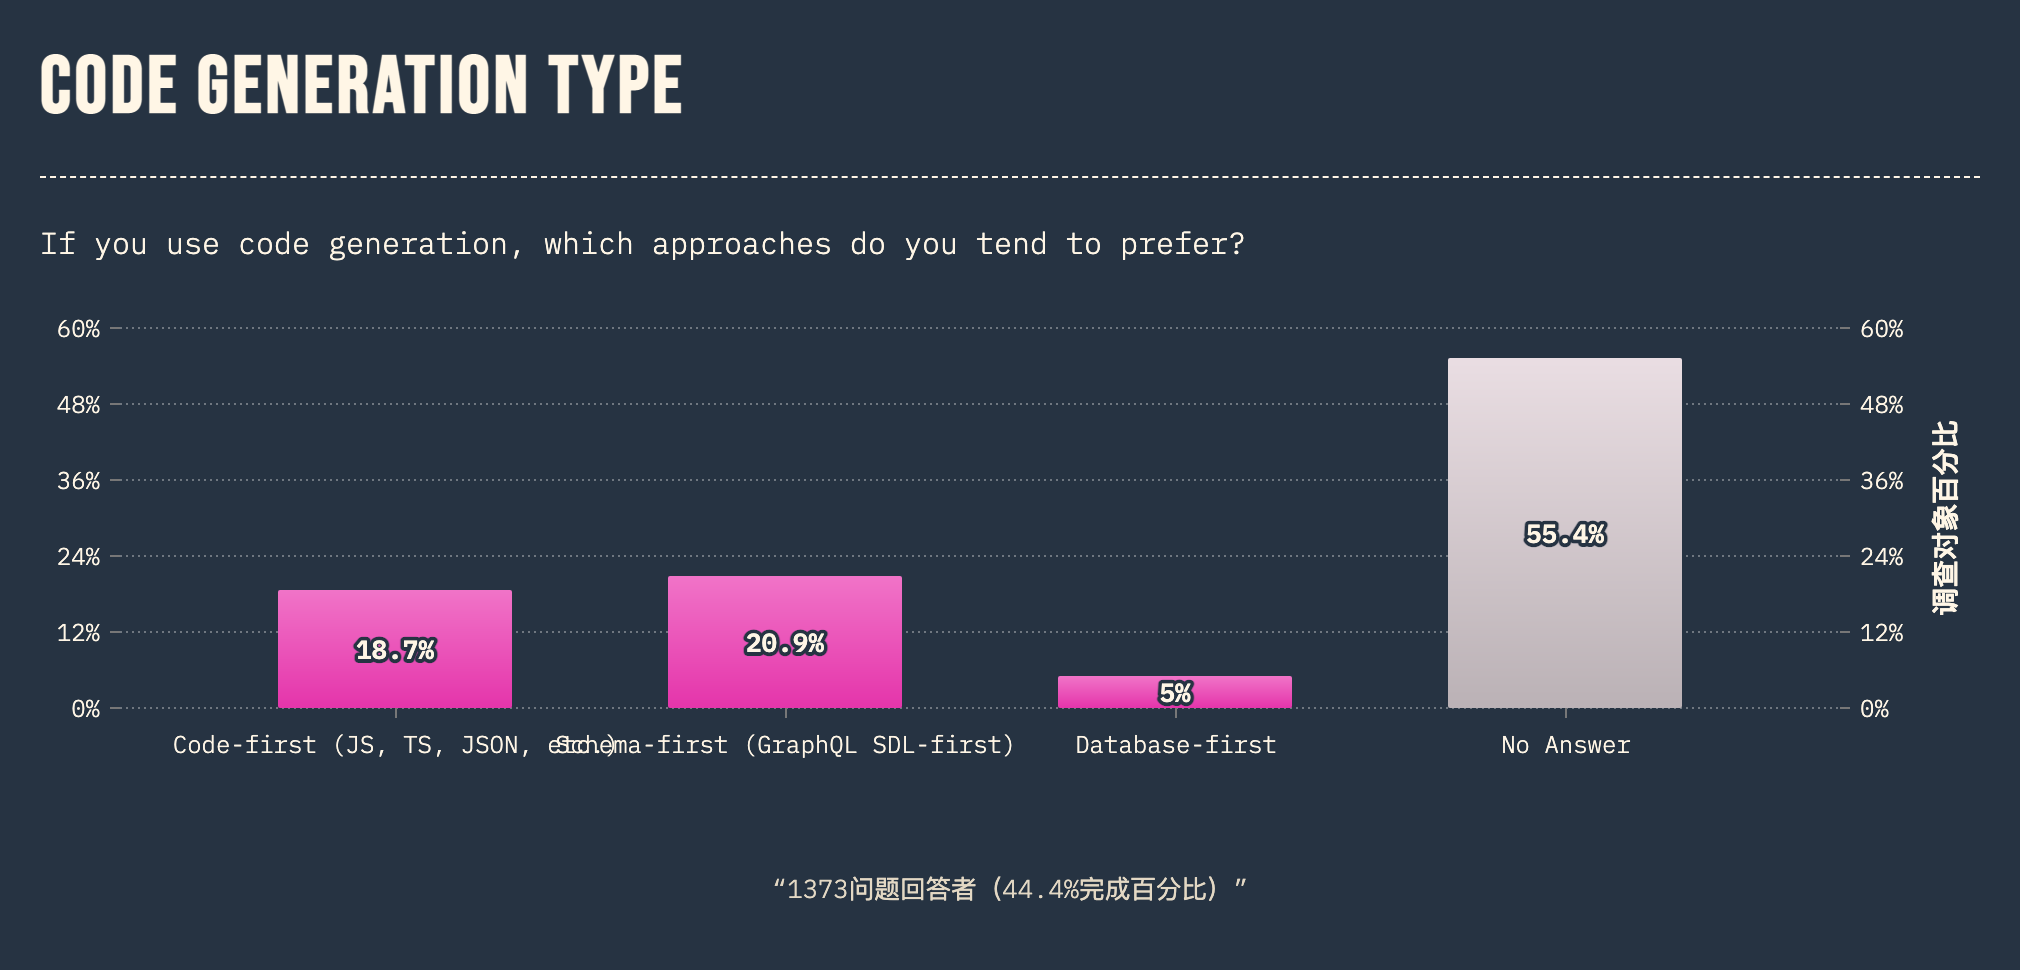 CODE GENERATION TYPE
If you use code generation, which approaches do you tend to prefer?
60% 60%
48% 48%
36% 36%
24% 24%
12% 12%
0% 0%
调查对象百分比
18.7% 20.9% 5% 55.4%
Code-first (JS, TS, JSON, etc.) Schema-first (GraphQL SDL-first) Database-first No Answer
“1373问题回答者（44.4%完成百分比）”